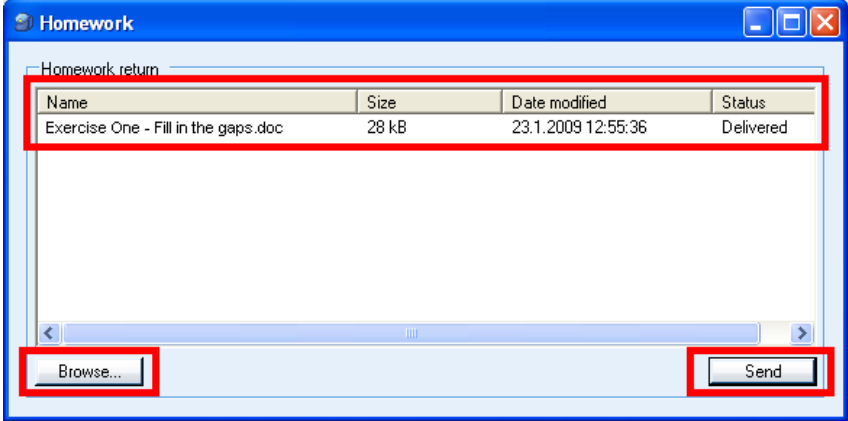 Homework
Homework return
Name Size Date modified Status
Exercise One - Fill in the gaps.doc 28 kB 23.1.2009 12:55:36 Delivered
Browse... Send